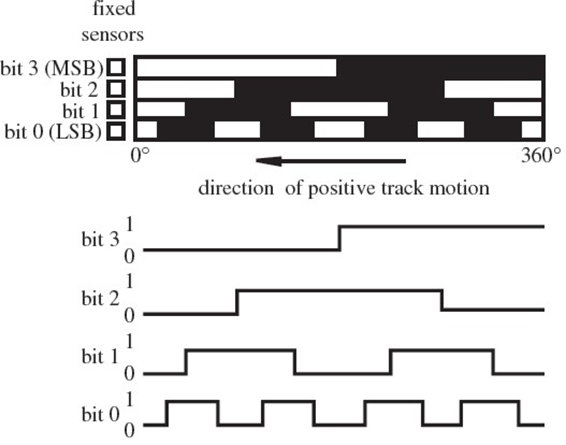 fixed
sensors
bit 3 (MSB)
bit 2
bit 1
bit 0 (LSB)
0° 360°
direction of positive track motion
bit 3 1 0
bit 2 1 0
bit 1 1 0
bit 0 1 0